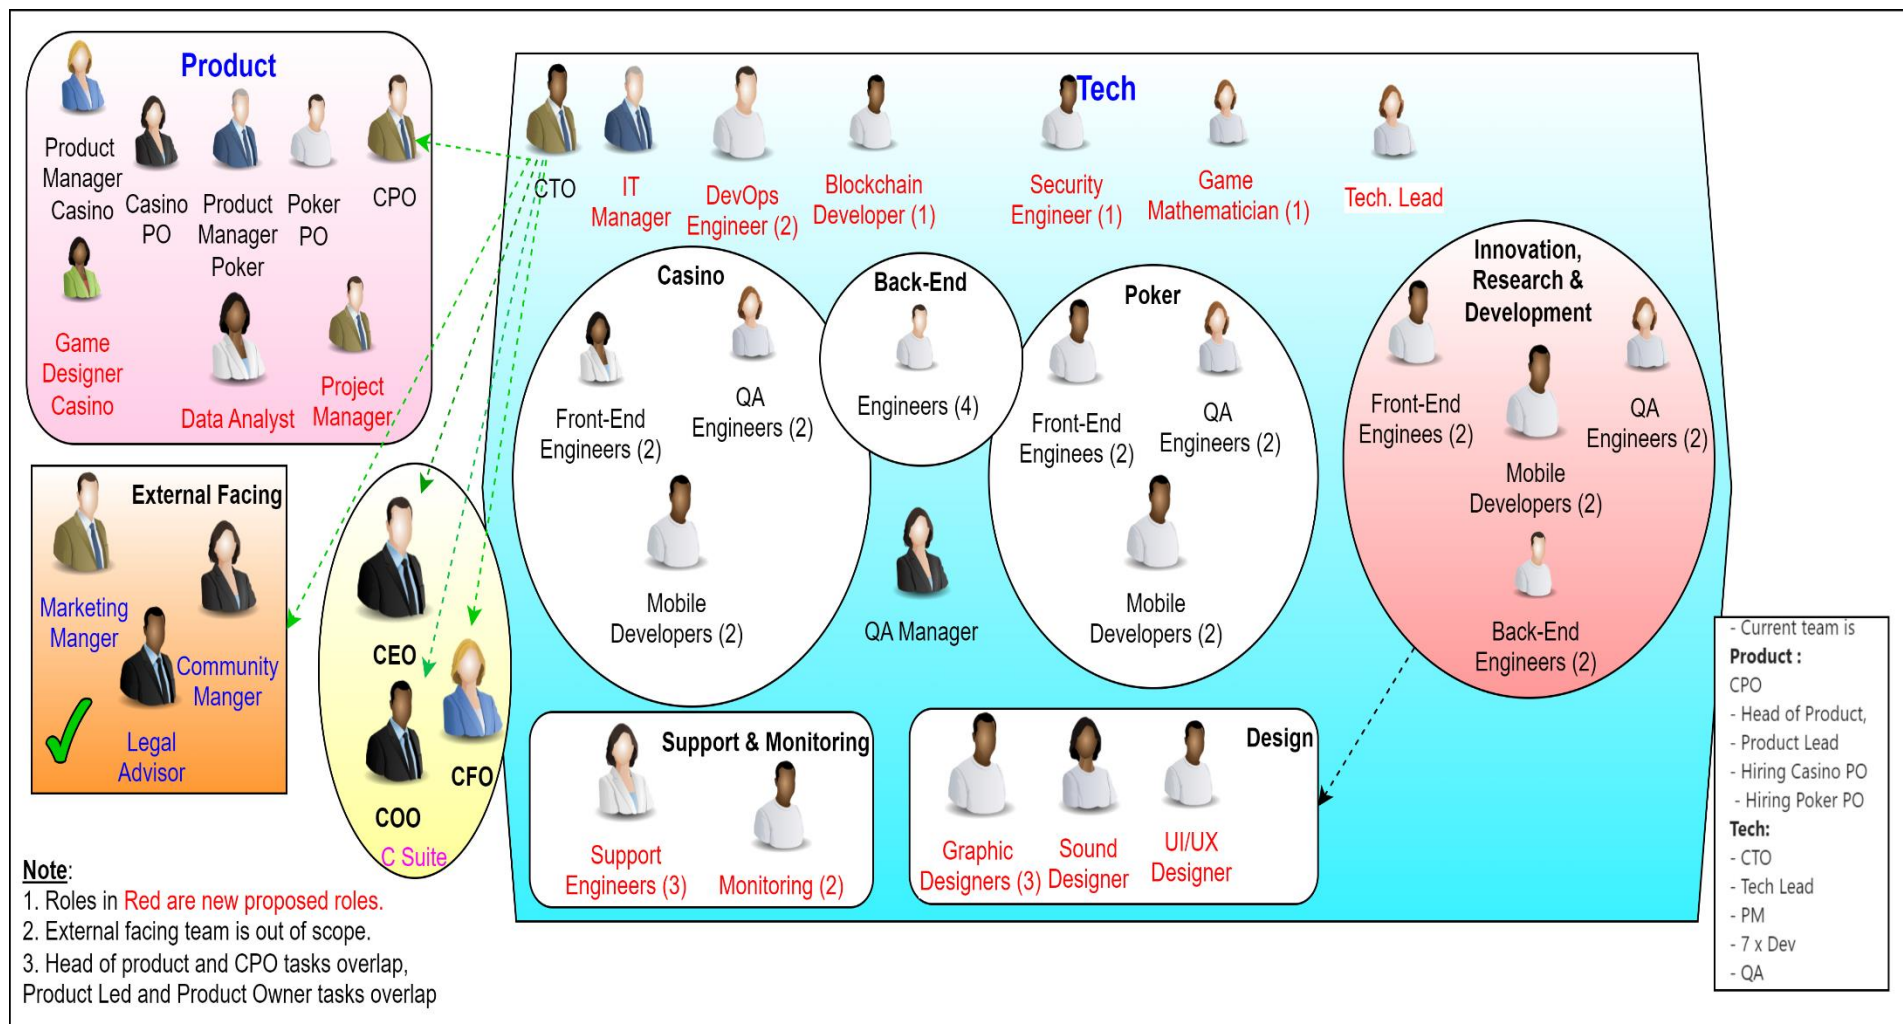 Product
Product
Manager
Casino
Casino
PO
Product
Manager
Poker
Poker
PO
CPO
Game
Designer
Casino
Data Analyst
Project
Manager
External Facing
Marketing
Manger
Community
Manger
Legal
Advisor
CEO
COO
CFO
C Suite
Tech
CTO
IT
Manager
DevOps
Engineer (2)
Blockchain
Developer (1)
Security
Engineer (1)
Game
Mathematician (1)
Tech. Lead
Casino
Front-End
Engineers (2)
QA
Engineers (2)
Mobile
Developers (2)
Back-End
Engineers (4)
QA Manager
Poker
Front-End
Enginees (2)
QA
Engineers (2)
Mobile
Developers (2)
Innovation,
Research &
Development
Front-End
Enginees (2)
QA
Engineers (2)
Mobile
Developers (2)
Back-End
Engineers (2)
Support & Monitoring
Support
Engineers (3)
Monitoring (2)
Design
Graphic
Designers (3)
Sound
Designer
UI/UX
Designer
Note:
1. Roles in Red are new proposed roles.
2. External facing team is out of scope.
3. Head of product and CPO tasks overlap,
Product Led and Product Owner tasks overlap
- Current team is
Product :
CPO
- Head of Product,
- Product Lead
- Hiring Casino PO
- Hiring Poker PO
Tech:
- CTO
- Tech Lead
- PM
- 7 x Dev
- QA